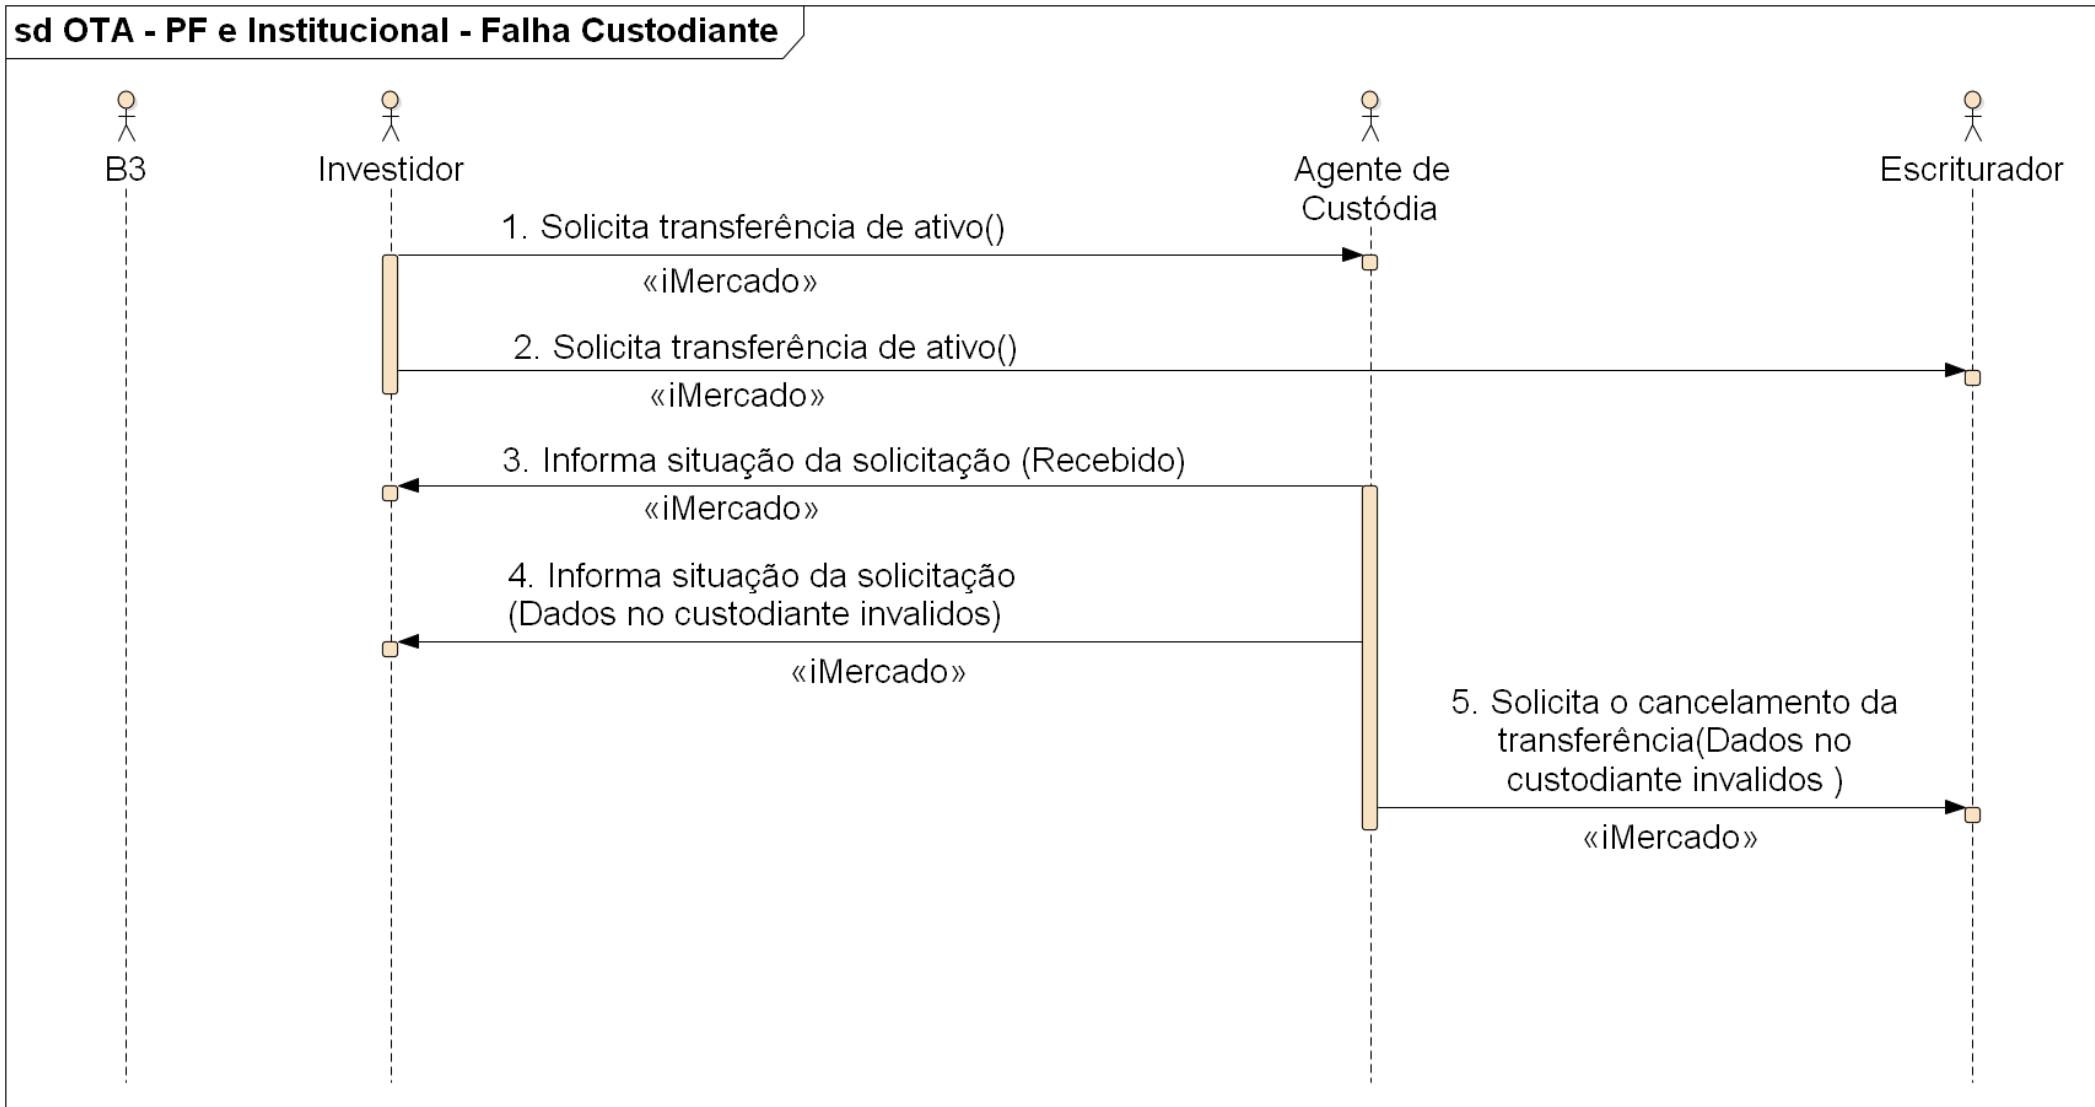 sd OTA - PF e Institucional - Falha Custodiante
B3
Investidor
Agente de
Custódia
Escriturador
1. Solicita transferência de ativo()
«iMercado»
2. Solicita transferência de ativo()
«iMercado»
3. Informa situação da solicitação (Recebido)
«iMercado»
4. Informa situação da solicitação
(Dados no custodiante invalidos)
«iMercado»
5. Solicita o cancelamento da
transferência(Dados no
custodiante invalidos )
«iMercado»